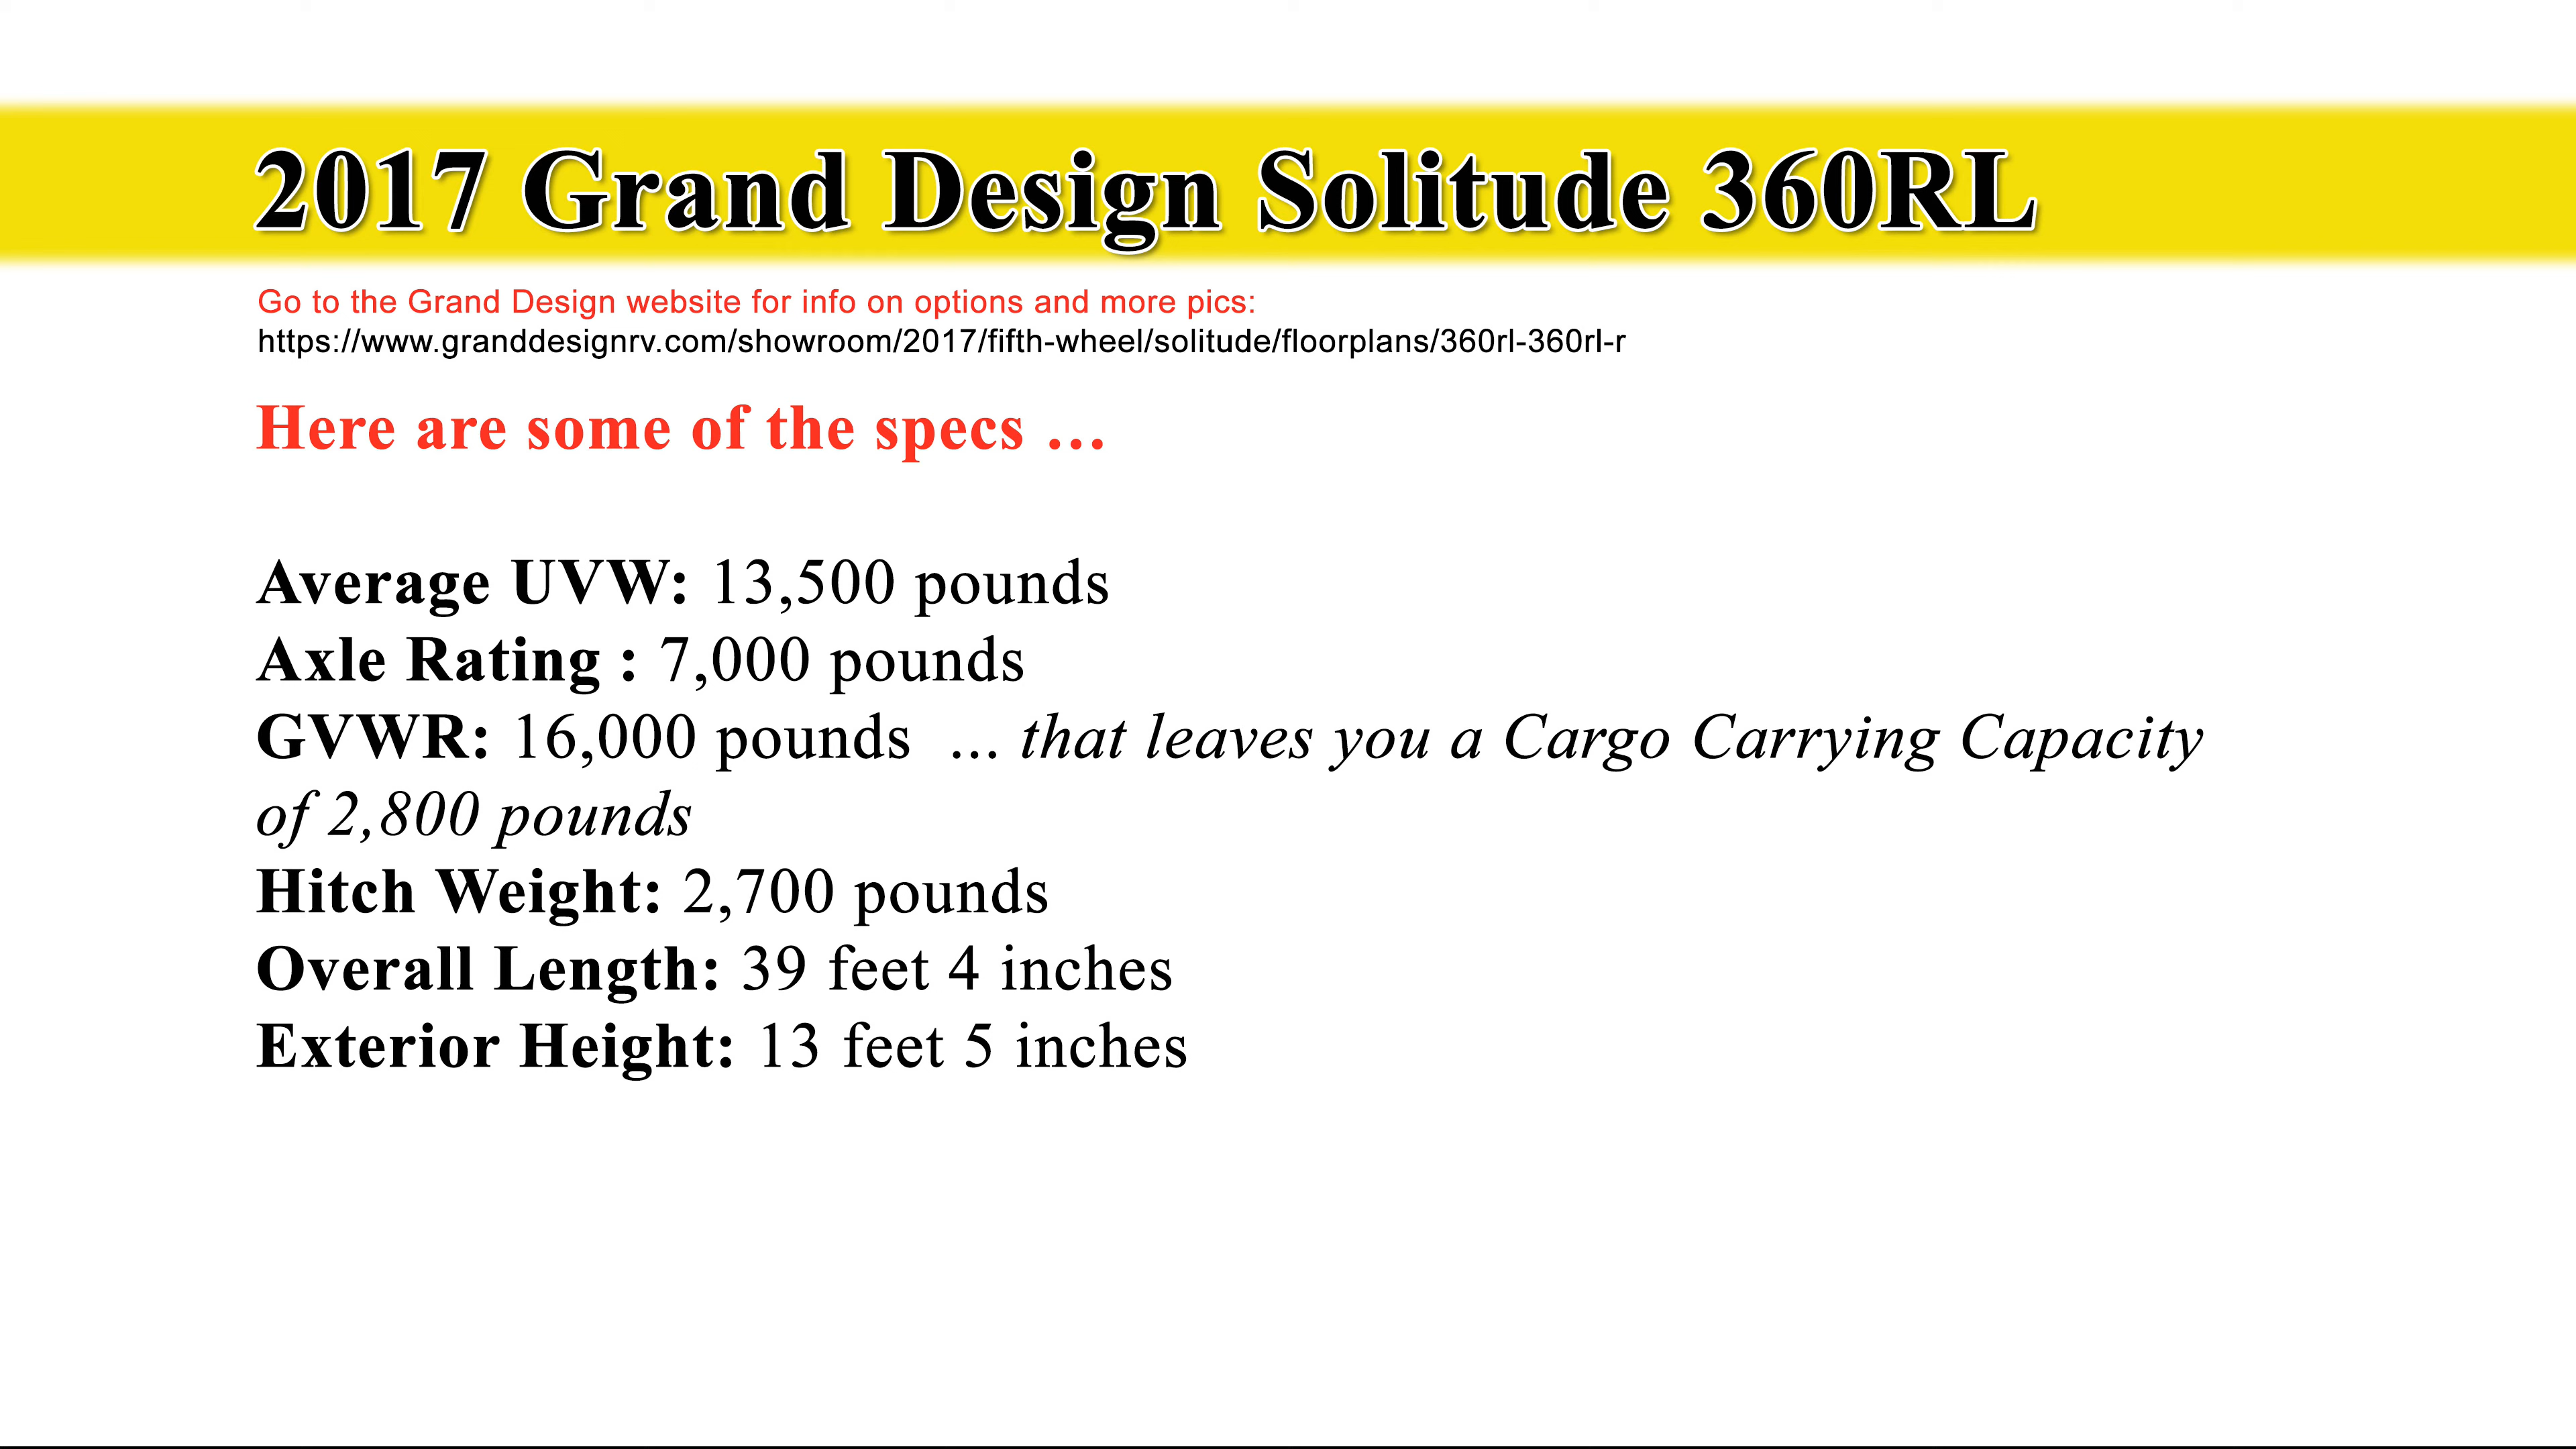 2017 Grand Design Solitude 360RL
Go to the Grand Design website for info on options and more pics:
https://www.granddesignrv.com/showroom/2017/fifth-wheel/solitude/floorplans/360rl-360rl-r
Here are some of the specs ...
Average UVW: 13,500 pounds
Axle Rating : 7,000 pounds
GVWR: 16,000 pounds  ... that leaves you a Cargo Carrying Capacity
of 2,800 pounds
Hitch Weight: 2,700 pounds
Overall Length: 39 feet 4 inches
Exterior Height: 13 feet 5 inches